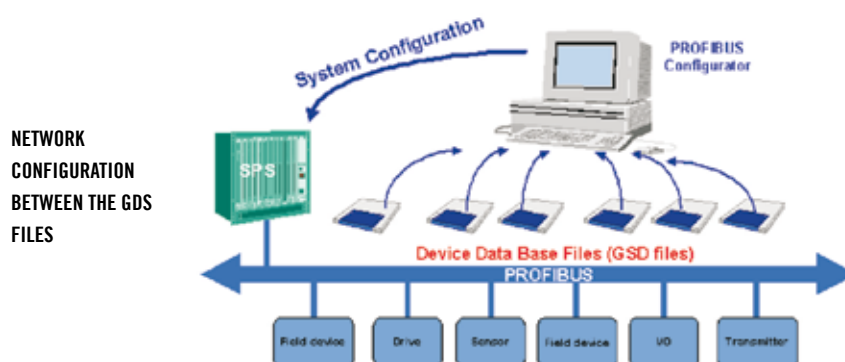 NETWORK
CONFIGURATION
BETWEEN THE GDS
FILES
System Configuration
PROFIBUS
Configurator
SPS
Device Data Base Files (GSD files)
PROFIBUS
Field device
Drive
Sensor
Field device
I/O
Transmitter